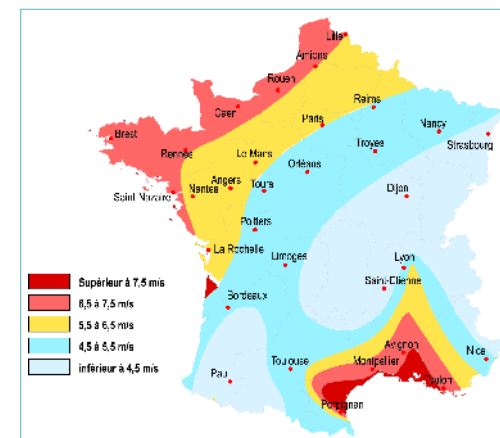 Lille
Amiens
Rouen
Caen
Reims
Paris
Nancy
Brest
Strasbourg
Rennes
Le Mans
Troyes
Orléans
Angers
Tours
Saint Nazaire
Nantes
Dijon
Poitiers
La Rochelle
Limoges
Lyon
Saint-Etienne
Supérieur à 7,5 m/s
6,5 à 7,5 m/s
Bordeaux
5,5 à 6,5 m/s
4,5 à 5,5 m/s
Avignon
Nice
Toulouse
Montpellier
inférieur à 4,5 m/s
Pau
Toulon
Perpignan